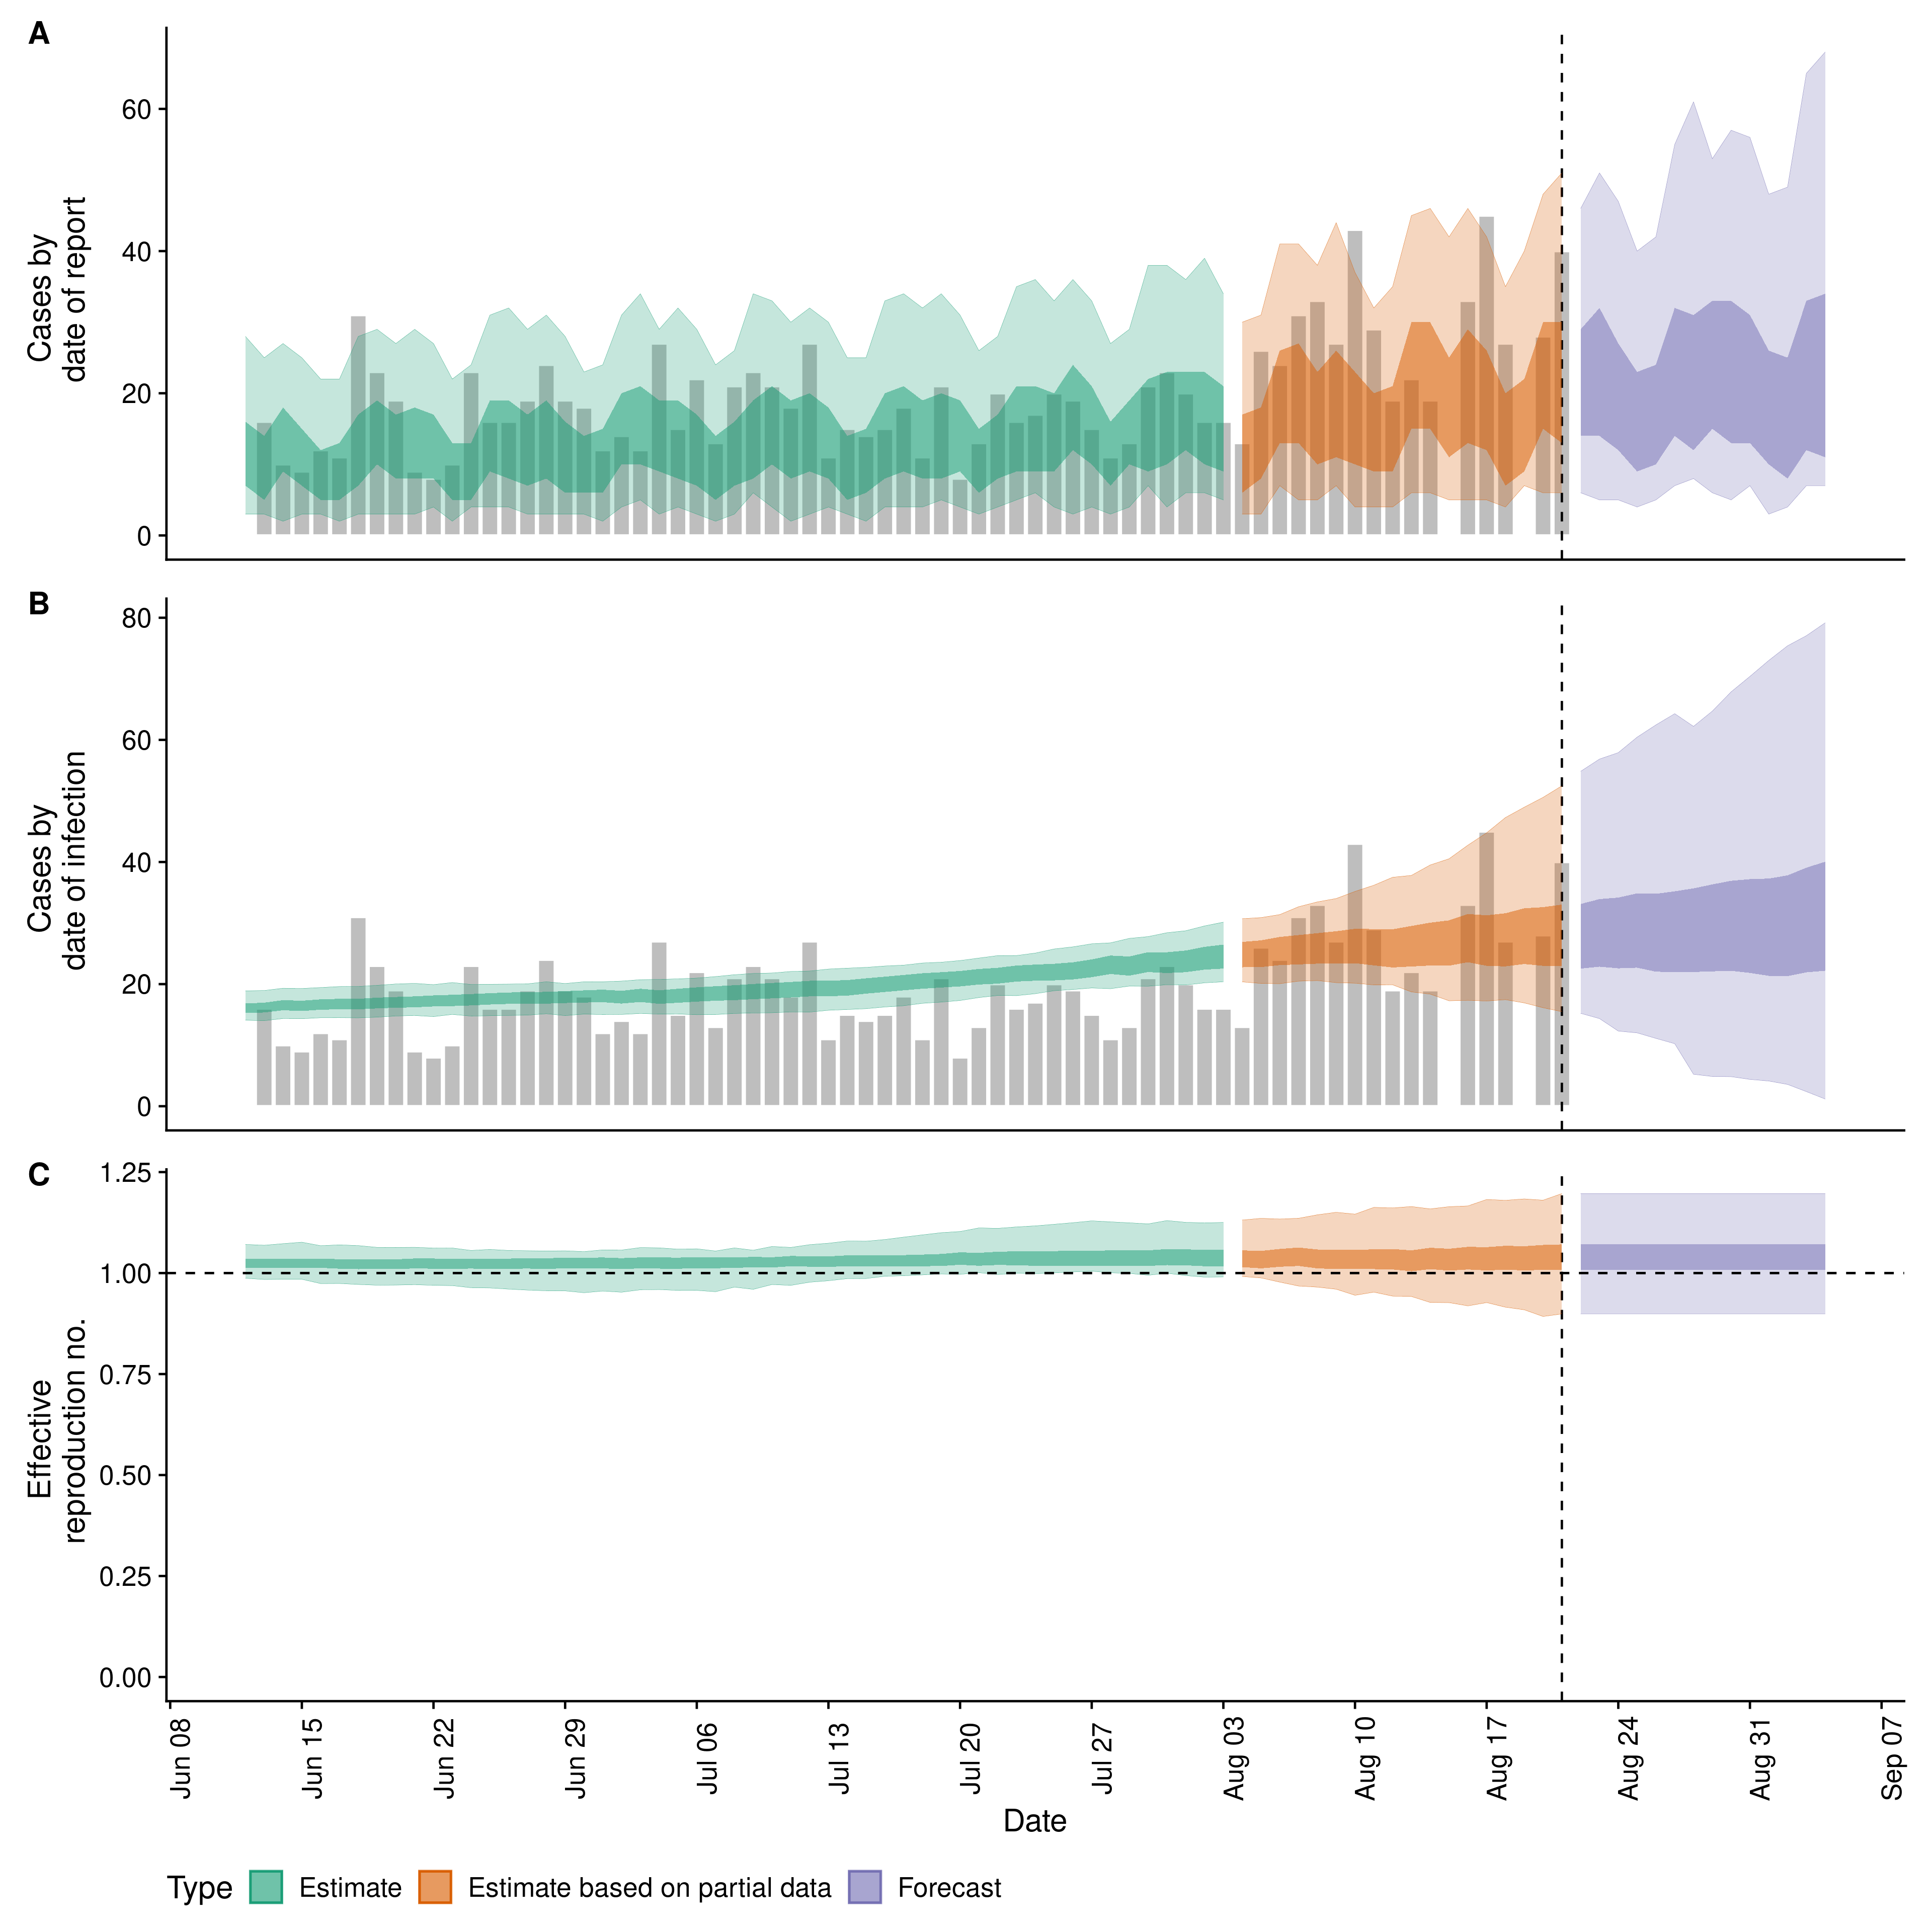 A
Cases by
date of report
60
40
20
0
B
Cases by
date of infection
80
60
40
20
0
C
Effective
reproduction no.
1.25
1.00
0.75
0.50
0.25
0.00
Jun 08
Jun 15
Jun 22
Jun 29
Jul 06
Jul 13
Jul 20
Jul 27
Aug 03
Aug 10
Aug 17
Aug 24
Aug 31
Sep 07
Date
Type Estimate Estimate based on partial data Forecast